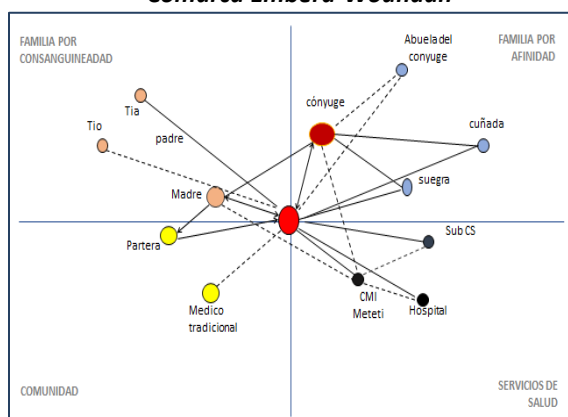 Comarca Emberá-Wounaan
FAMILIA POR
CONSANGUINEADAD
FAMILIA POR
AFINIDAD
Abuela del
conyuge
Tia
cónyuge
Tio
padre
cuñada
Madre
suegra
Partera
Sub CS
Medico
tradicional
CMI
Meteti
Hospital
COMUNIDAD
SERVICIOS DE
SALUD